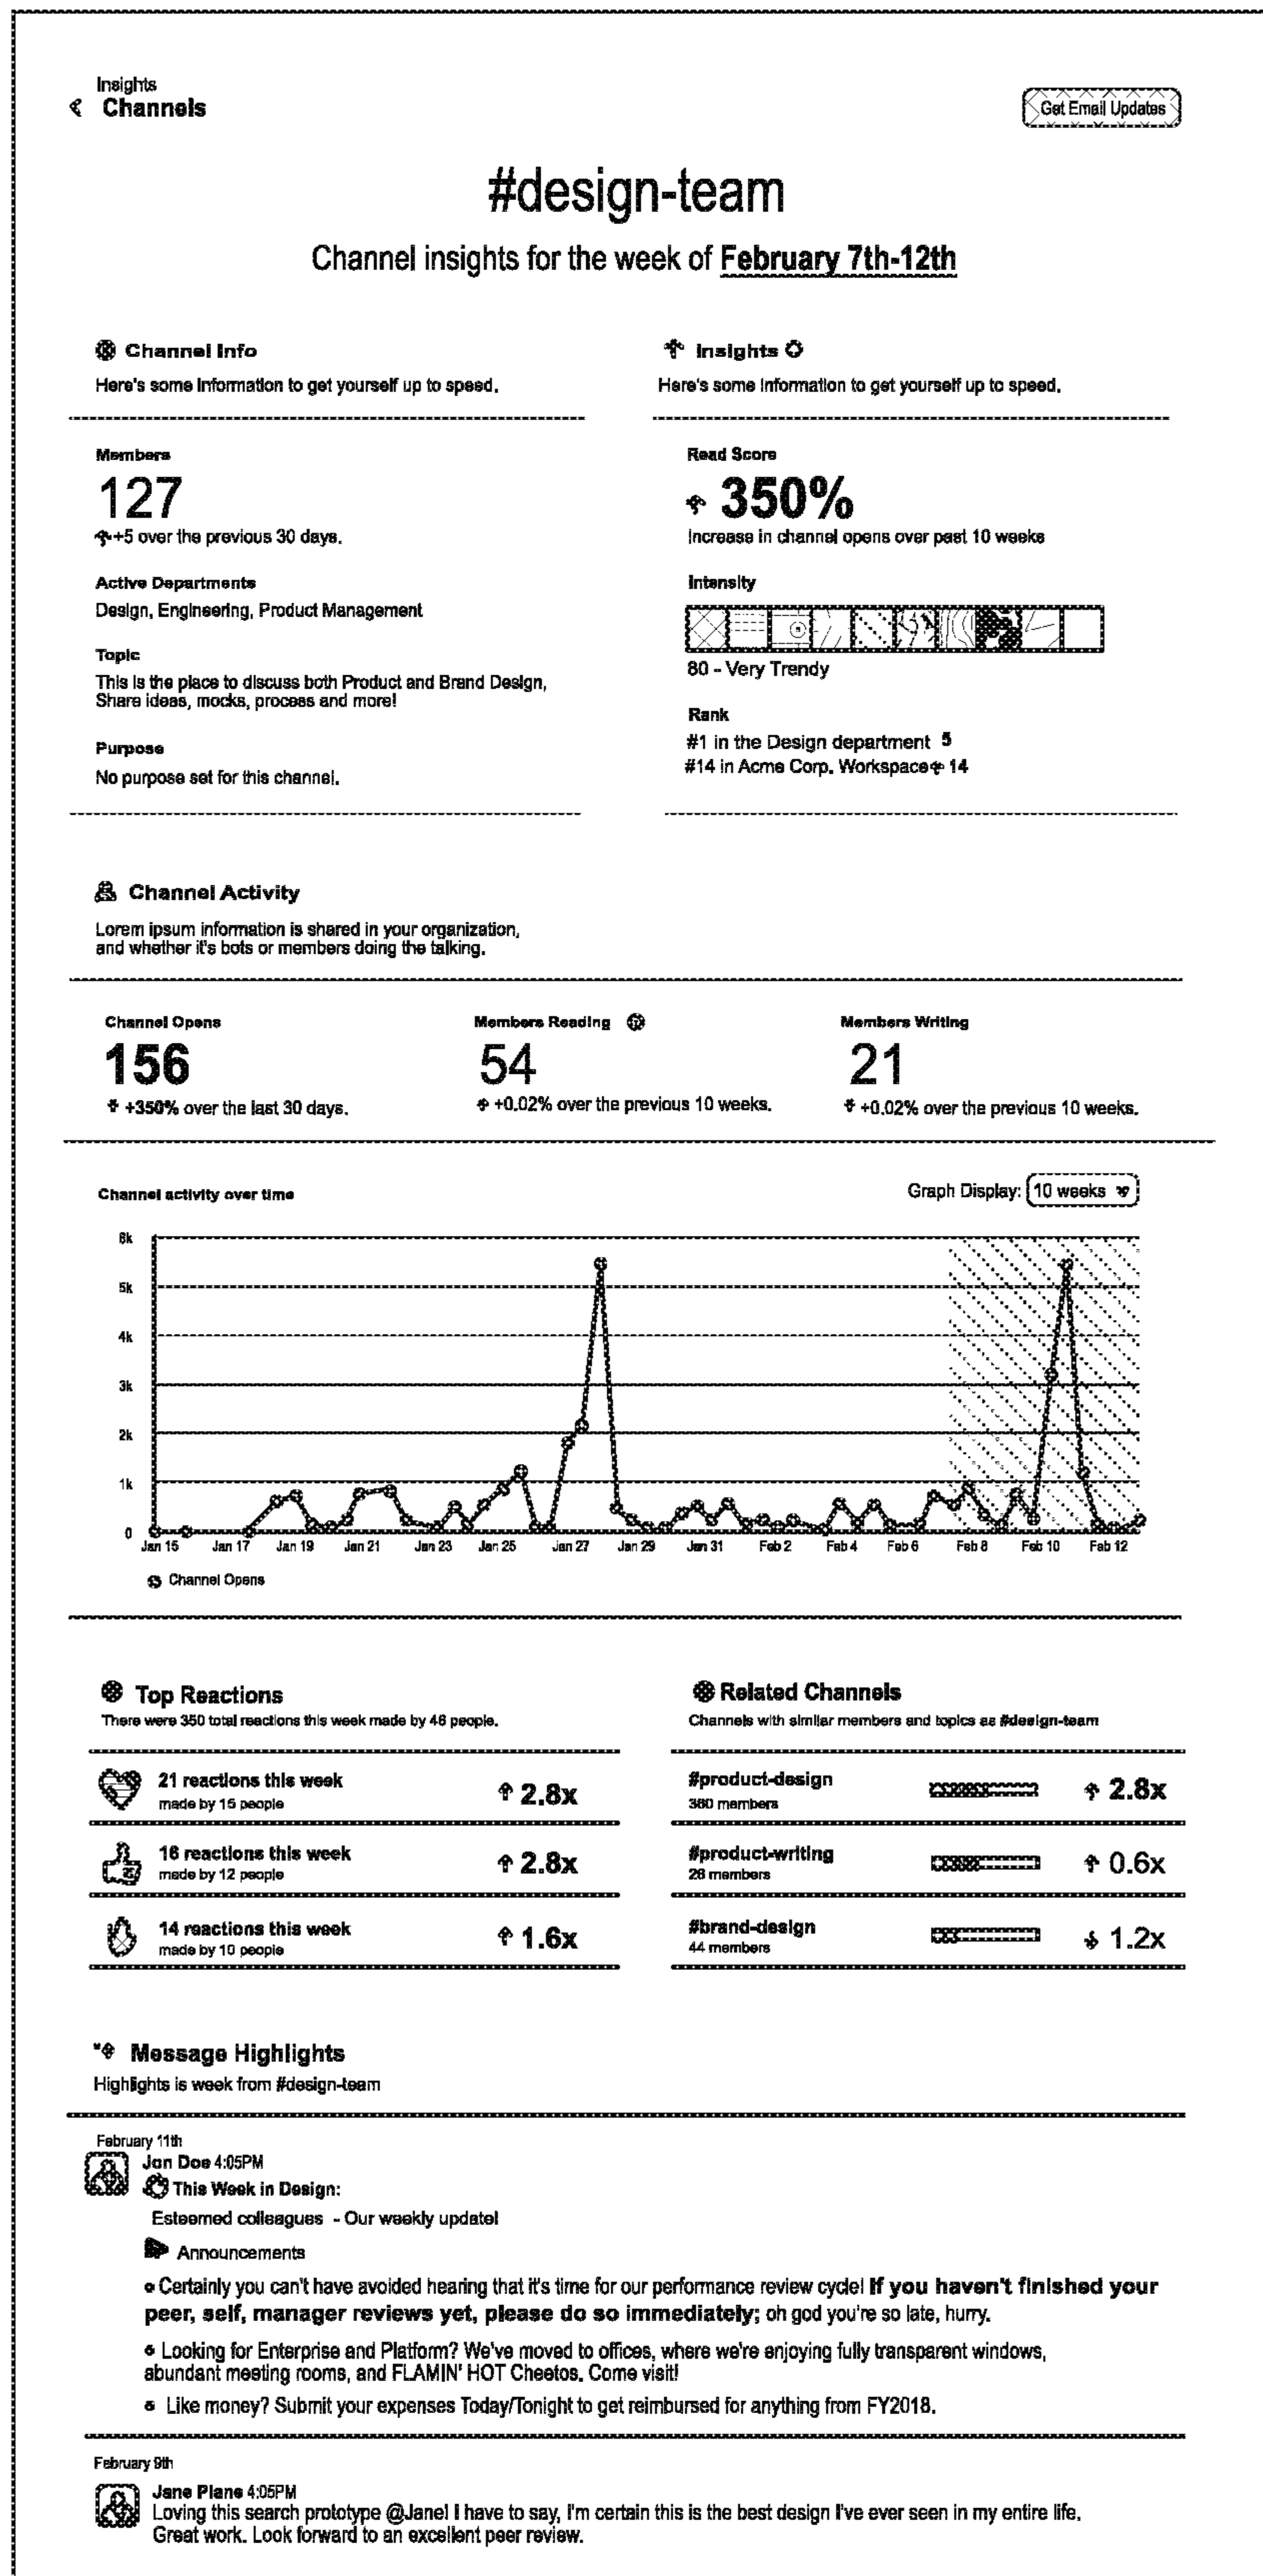 Insights
Channels
Get Email Updates
#design-team
Channel insights for the week of February 7th-12th
Channel Info
Here's some information to get yourself up to speed.
Members
127
+5 over the previous 30 days.
Active Departments
Design, Engineering, Product Management
Topic
This is the place to discuss both Product and Brand Design,
Share ideas, mocks, process and more!
Purpose
No purpose set for this channel.
Insights
Here's some information to get yourself up to speed.
Read Score
350%
Increase in channel opens over past 10 weeks
Intensity
80 - Very Trendy
Rank
#1 in the Design department 5
#14 in Acme Corp. Workspace 14
Channel Activity
Lorem ipsum information is shared in your organization,
and whether it's bots or members doing the talking.
Channel Opens
156
+350% over the last 30 days.
Members Reading
54
+0.02% over the previous 10 weeks.
Members Writing
21
+0.02% over the previous 10 weeks.
Channel activity over time
Graph Display: 10 weeks
6k
5k
4k
3k
2k
1k
0
Jan 15 Jan 17 Jan 19 Jan 21 Jan 23 Jan 25 Jan 27 Jan 29 Jan 31 Feb 2 Feb 4 Feb 6 Feb 8 Feb 10 Feb 12
Channel Opens
Top Reactions
There were 350 total reactions this week made by 46 people.
21 reactions this week
made by 15 people
2.8x
16 reactions this week
made by 12 people
2.8x
14 reactions this week
made by 10 people
1.6x
Related Channels
Channels with similar members and topics as #design-team
#product-design
380 members
2.8x
#product-writing
28 members
0.6x
#brand-design
44 members
1.2x
Message Highlights
Highlights is week from #design-team
February 11th
Jon Doe 4:05PM
This Week in Design:
Esteemed colleagues - Our weekly update!
Announcements
Certainly you can't have avoided hearing that it's time for our performance review cycle! If you haven't finished your
peer, self, manager reviews yet, please do so immediately; oh god you're so late, hurry.
Looking for Enterprise and Platform? We've moved to offices, where we're enjoying fully transparent windows,
abundant meeting rooms, and FLAMIN' HOT Cheetos. Come visit!
Like money? Submit your expenses Today/Tonight to get reimbursed for anything from FY2018.
February 9th
Jane Plane 4:05PM
Loving this search prototype @Jane! I have to say, I'm certain this is the best design I've ever seen in my entire life.
Great work. Look forward to an excellent peer review.